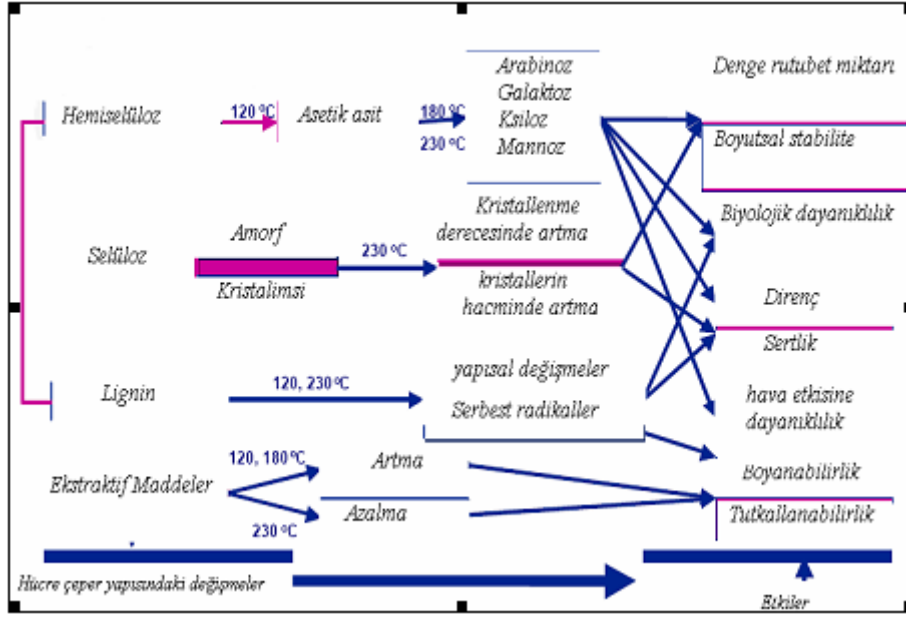 Arabinoz
Galaktoz
Ksiloz
Mannoz
Denge rutubet miktarı
Boyutsal stabilite
Hemiselüloz
120 ºC
Asetik asit
180 ºC
230 ºC
Biyolojik dayanıklılık
Selüloz
Amorf
Kristalimsi
230 ºC
Kristallenme
derecesinde artma
kristallerin
hacminde artma
Direnç
Sertlik
Lignin
120, 230 ºC
yapısal değişmeler
Serbest radikaller
hava etkisine
dayanıklılık
Ekstraktif Maddeler
120, 180 ºC
230 ºC
Artma
Azalma
Boyanabilirlik
Tutkallanabilirlik
Hücre çeper yapısındaki değişmeler
Etkiler